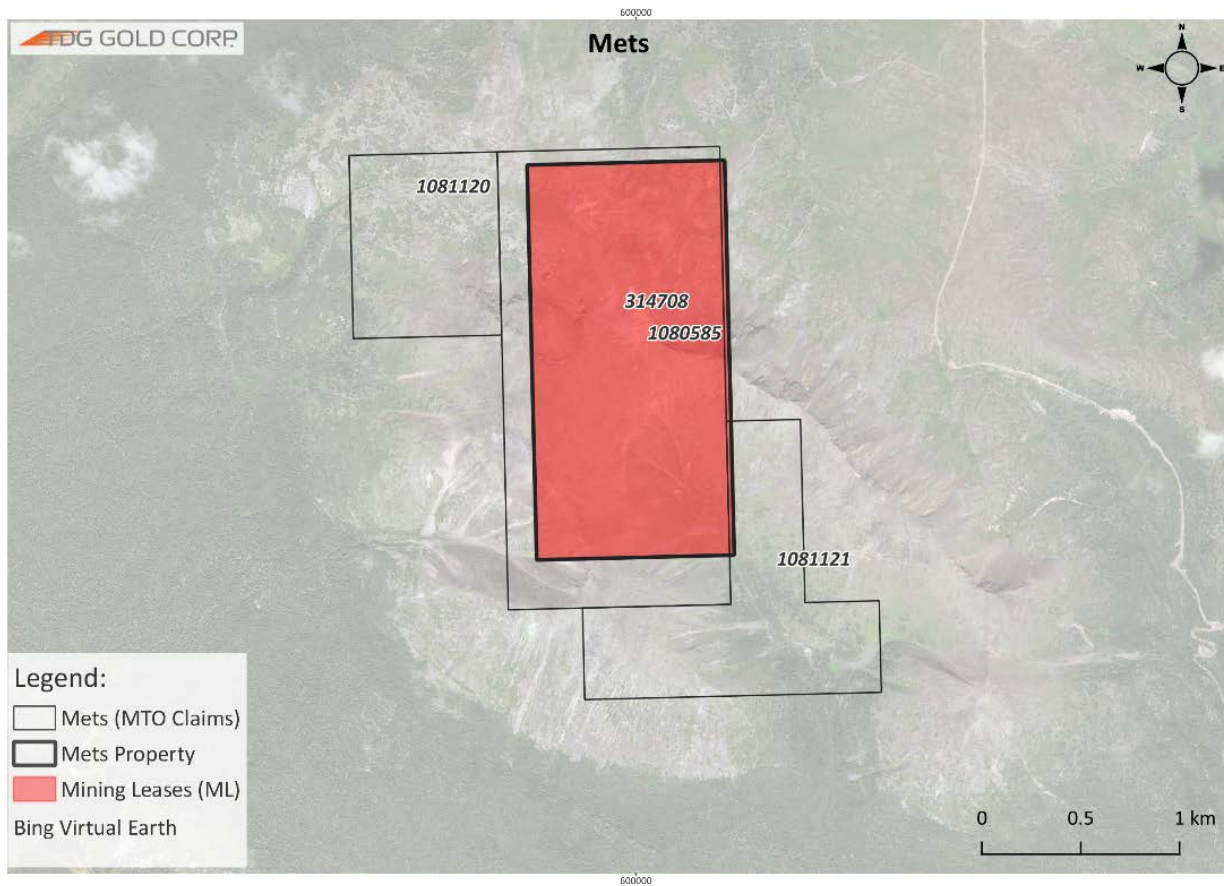 600000
TDG GOLD CORP.
Mets
N
W E
S
1081120
314708
1080585
1081121
Legend:
Mets (MTO Claims)
Mets Property
Mining Leases (ML)
Bing Virtual Earth
0 0.5 1 km
600000